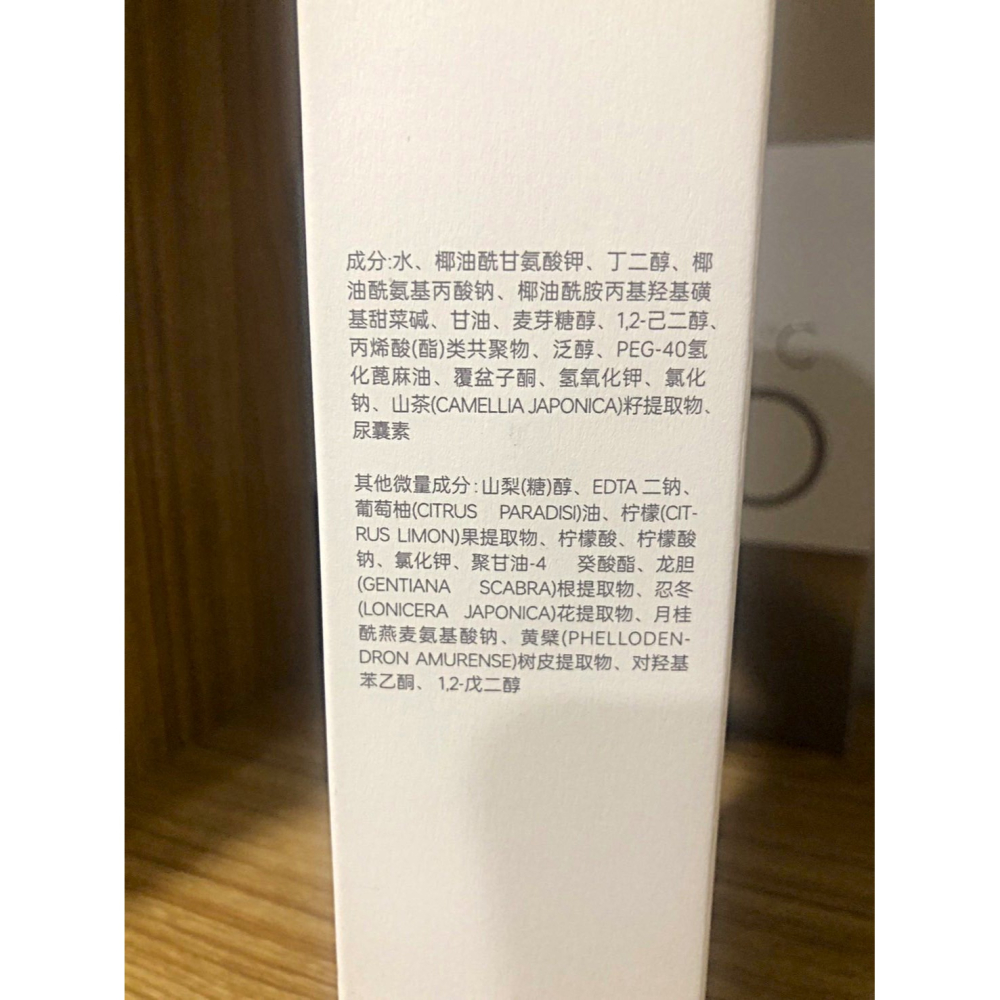 成分:水、椰油酰甘氨酸钾、丁二醇、椰
油酰氨基丙酸钠、椰油酰胺丙基羟基磺
基甜菜碱、甘油、麦芽糖醇、1,2-己二醇、
丙烯酸(酯)类共聚物、泛醇、PEG-40氢
化蓖麻油、覆盆子酮、氢氧化钾、氯化
钠、山茶(CAMELLIA JAPONICA)籽提取物、
尿囊素
其他微量成分:山梨(糖)醇、EDTA 二钠、
葡萄柚(CITRUS PARADISI)油、柠檬(CIT-
RUS LIMON)果提取物、柠檬酸、柠檬酸
钠、氯化钾、聚甘油-4 癸酸酯、龙胆
(GENTIANA SCABRA)根提取物、忍冬
(LONICERA JAPONICA)花提取物、月桂
酰燕麦氨基酸钠、黄檗(PHELLODEN-
DRON AMURENSE)树皮提取物、对羟基
苯乙酮、1,2-戊二醇
C